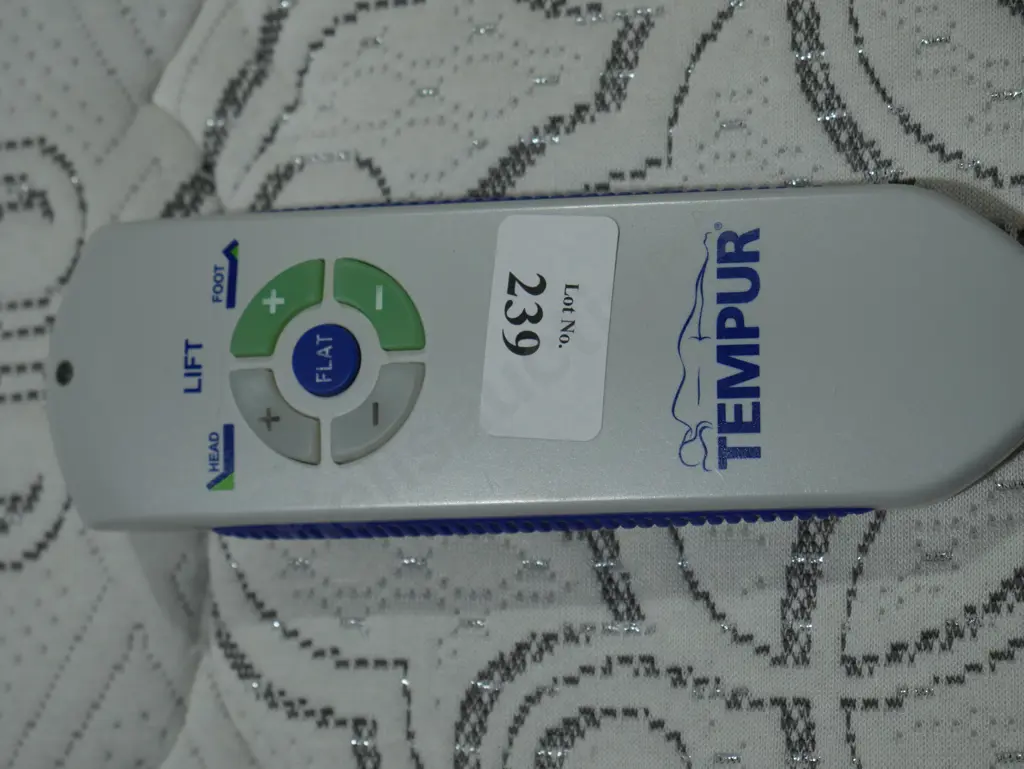 LIFT
HEAD FOOT
+ +
FLAT
- -
Lot No.
239
TEMPUR®